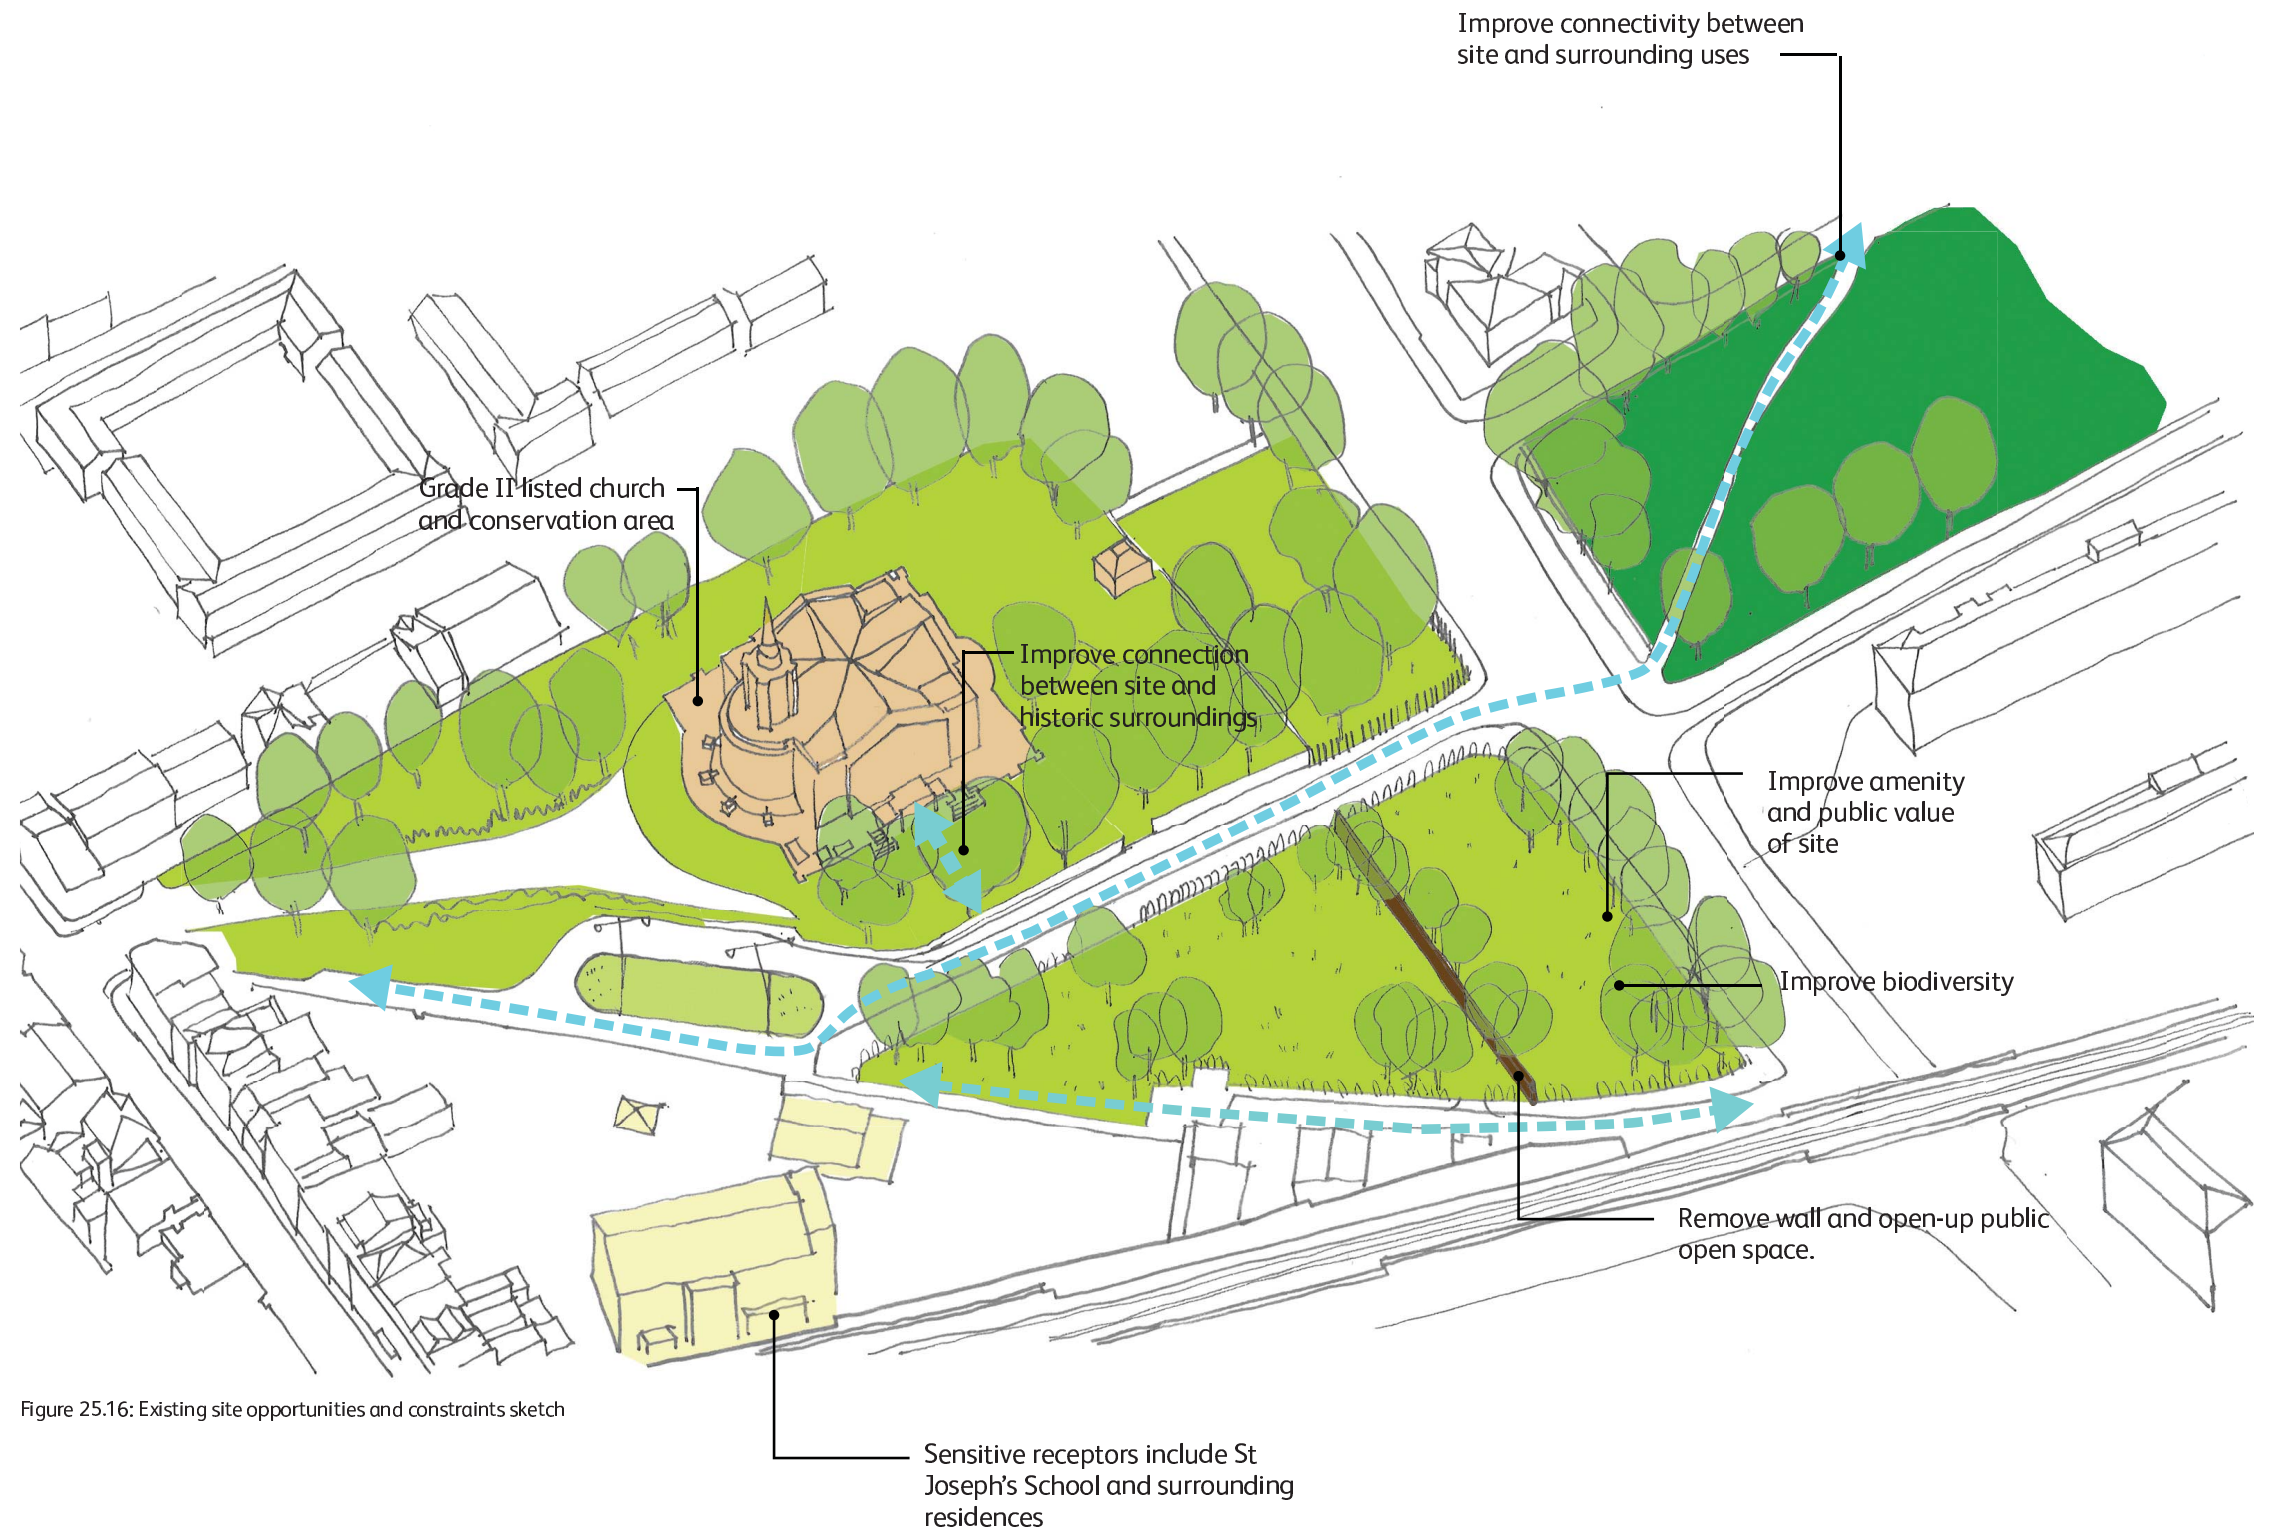 Improve connectivity between
site and surrounding uses
Grade II listed church
and conservation area
Improve connection
between site and
historic surroundings
Improve amenity
and public value
of site
Improve biodiversity
Remove wall and open-up public
open space.
Figure 25.16: Existing site opportunities and constraints sketch
Sensitive receptors include St
Joseph’s School and surrounding
residences